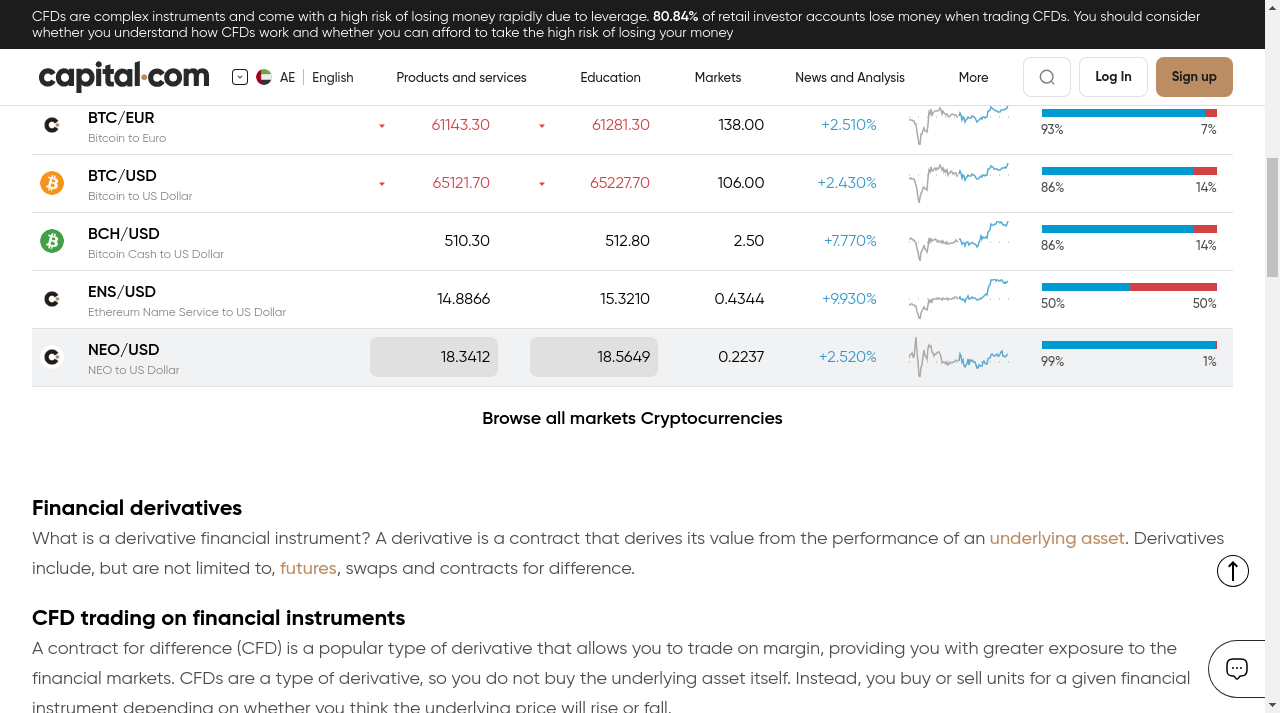 CFDs are complex instruments and come with a high risk of losing money rapidly due to leverage. 80.84% of retail investor accounts lose money when trading CFDs. You should consider
whether you understand how CFDs work and whether you can afford to take the high risk of losing your money
capital.com AE English Products and services Education Markets News and Analysis More Log In Sign up
BTC/EUR 61143.30 61281.30 138.00 +2.510%
Bitcoin to Euro 93% 7%
BTC/USD 65121.70 65227.70 106.00 +2.430%
Bitcoin to US Dollar 86% 14%
BCH/USD 510.30 512.80 2.50 +7.770%
Bitcoin Cash to US Dollar 86% 14%
ENS/USD 14.8866 15.3210 0.4344 +9.930%
Ethereum Name Service to US Dollar 50% 50%
NEO/USD 18.3412 18.5649 0.2237 +2.520%
NEO to US Dollar 99% 1%
Browse all markets Cryptocurrencies
Financial derivatives
What is a derivative financial instrument? A derivative is a contract that derives its value from the performance of an underlying asset. Derivatives
include, but are not limited to, futures, swaps and contracts for difference.
CFD trading on financial instruments
A contract for difference (CFD) is a popular type of derivative that allows you to trade on margin, providing you with greater exposure to the
financial markets. CFDs are a type of derivative, so you do not buy the underlying asset itself. Instead, you buy or sell units for a given financial
instrument depending on whether you think the underlying price will rise or fall.